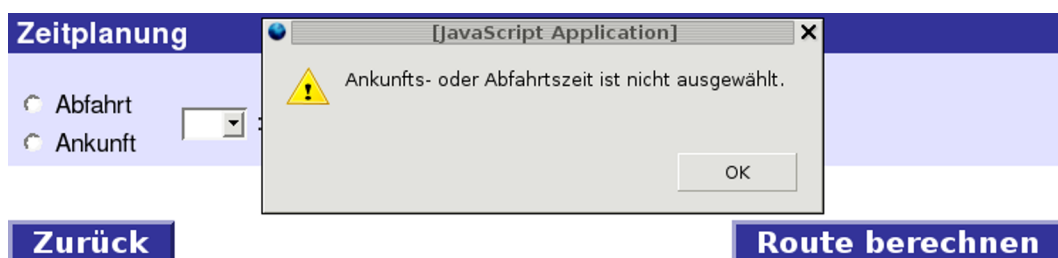 Zeitplanung
[JavaScript Application]
Ankunfts- oder Abfahrtszeit ist nicht ausgewählt.
Abfahrt
:
Ankunft
OK
Zurück
Route berechnen